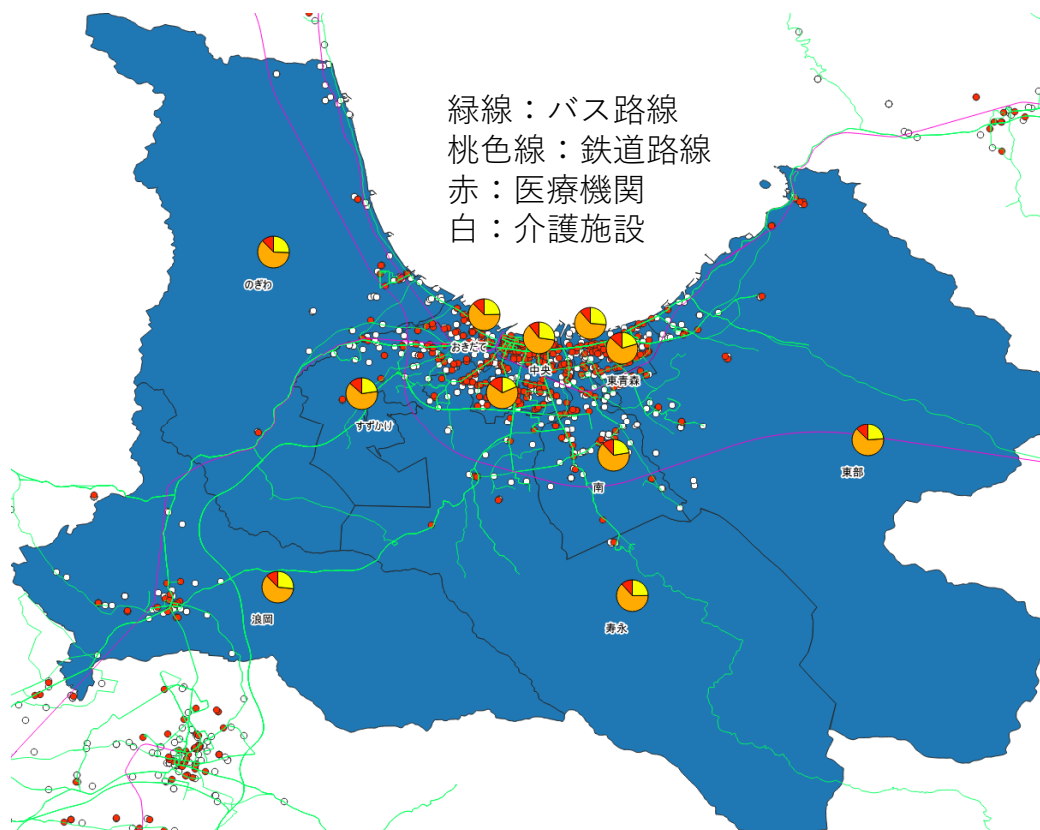 緑線：バス路線
桃色線：鉄道路線
赤：医療機関
白：介護施設
のぎわ
おきだて
中央
東青森
すずかけ
東部
南
浪岡
寿永